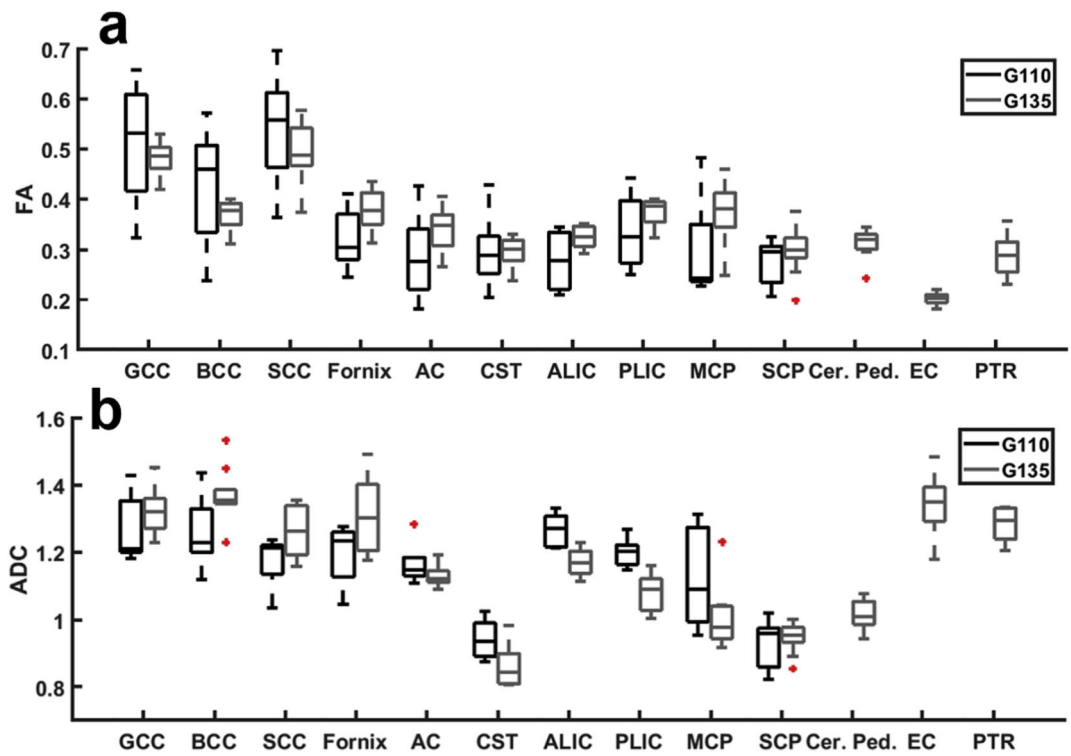 a
0.7
0.6
0.5
0.4
0.3
0.2
0.1
FA
G110
G135
GCC BCC SCC Fornix AC CST ALIC PLIC MCP SCP Cer. Ped. EC PTR
b
1.6
1.4
1.2
1
0.8
ADC
G110
G135
GCC BCC SCC Fornix AC CST ALIC PLIC MCP SCP Cer. Ped. EC PTR